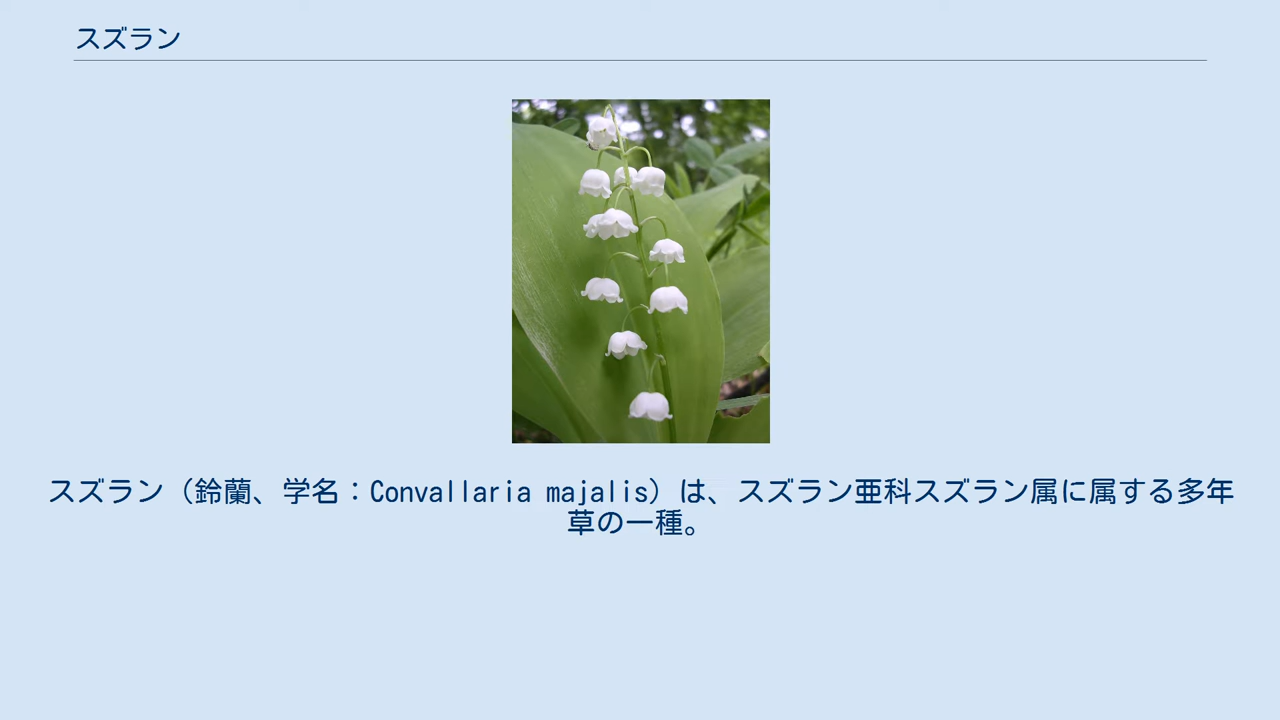 スズラン
スズラン（鈴蘭、学名：Convallaria majalis）は、スズラン亜科スズラン属に属する多年
草の一種。